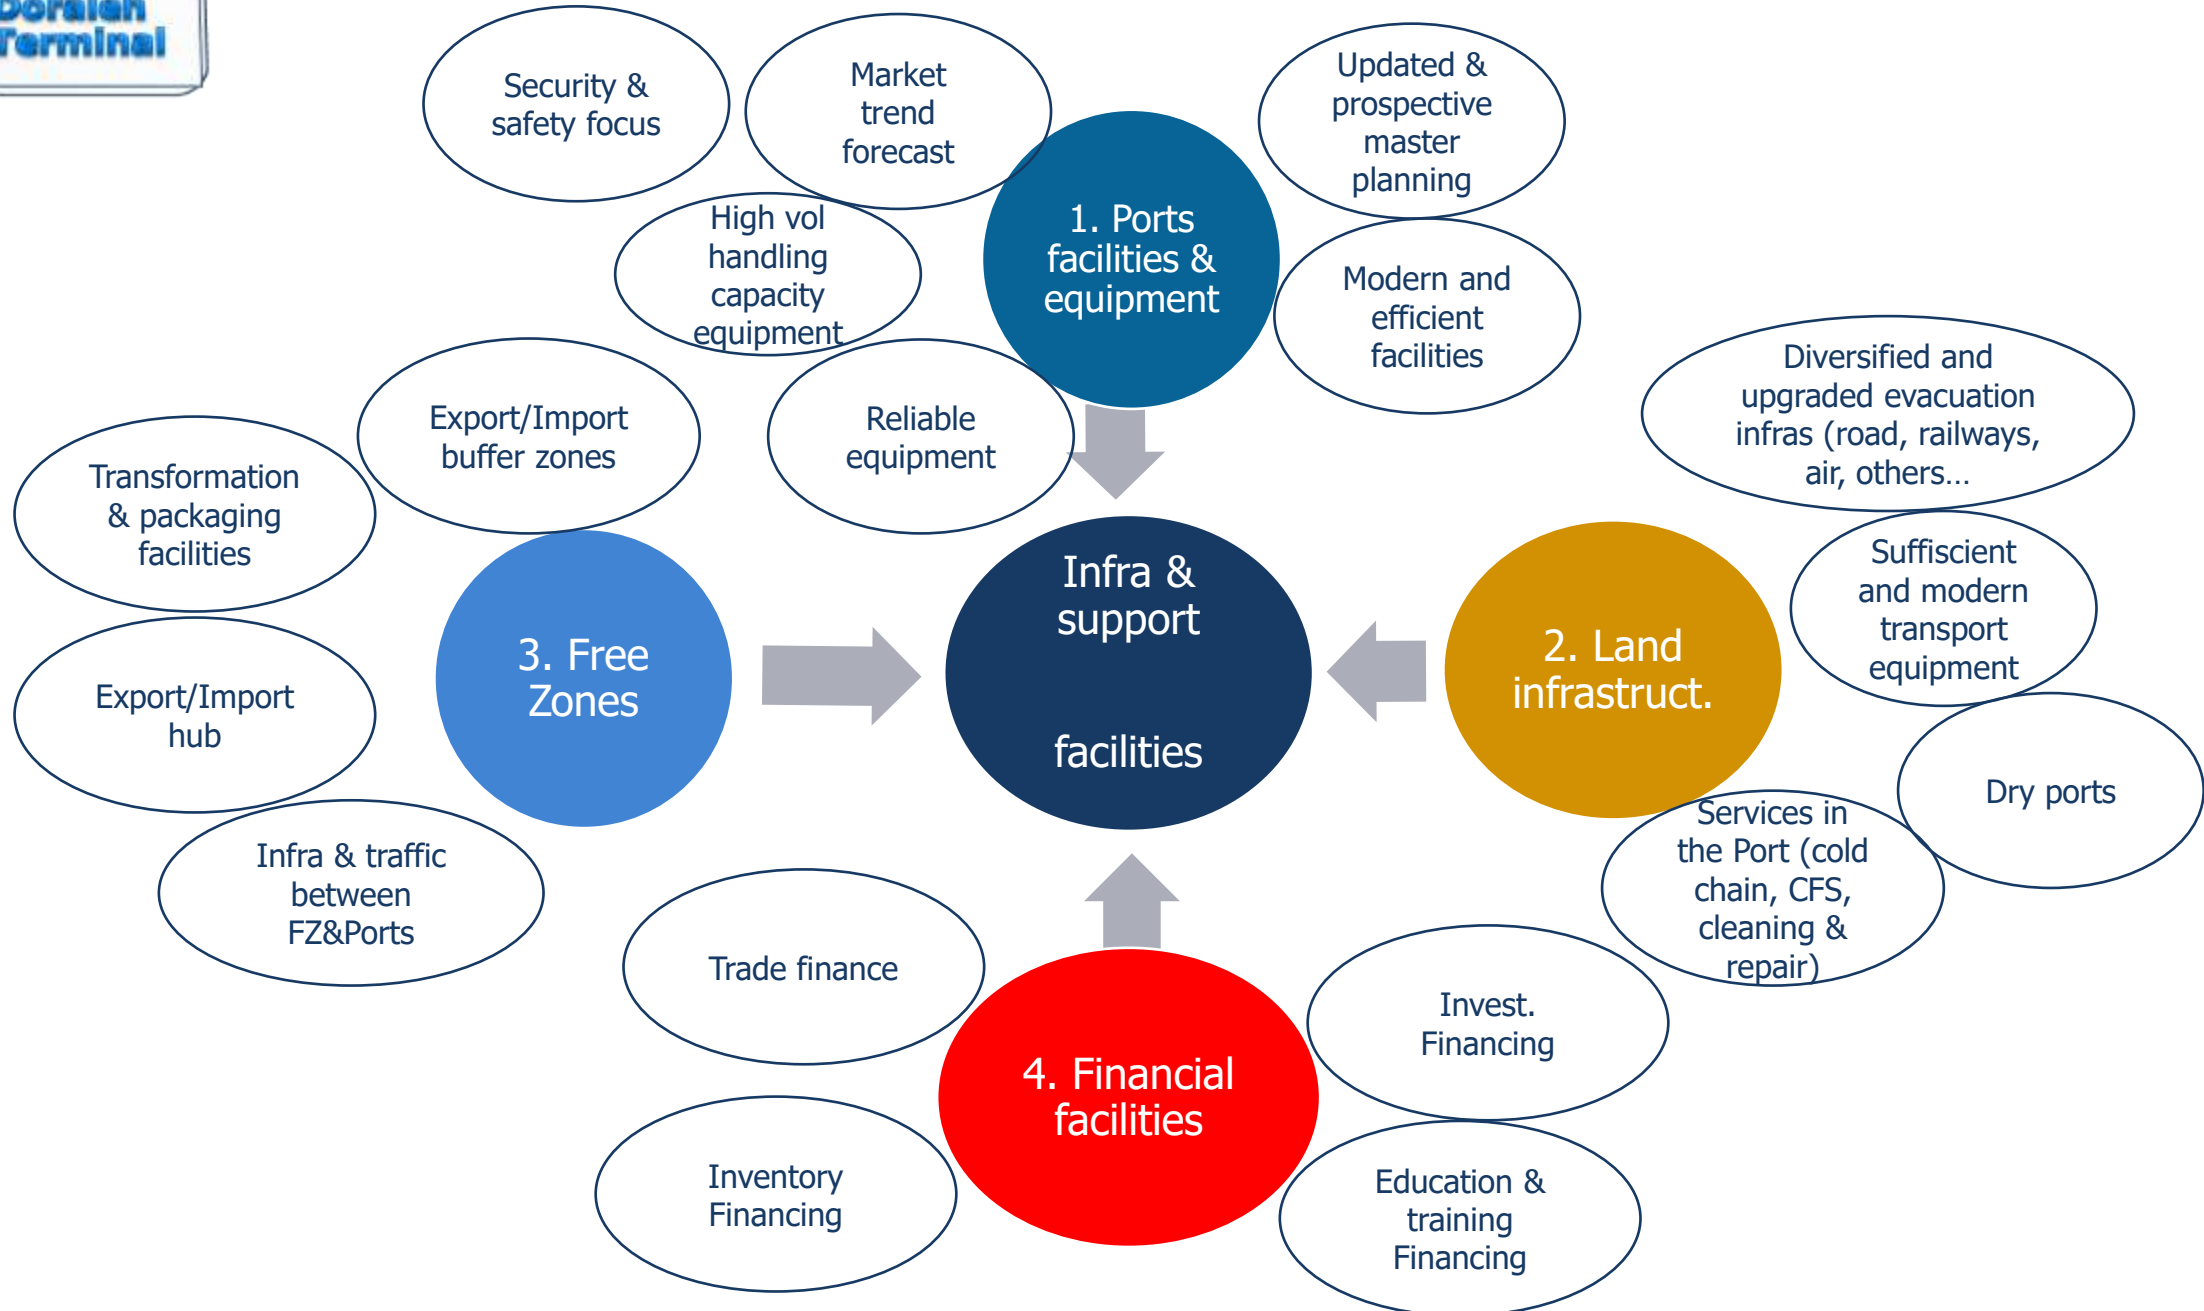 Doraleh
Terminal
Security &
safety focus
Market
trend
forecast
Updated &
prospective
master
planning
High vol
handling
capacity
equipment
1. Ports
facilities &
equipment
Modern and
efficient
facilities
Reliable
equipment
Export/Import
buffer zones
Transformation
& packaging
facilities
Export/Import
hub
Infra & traffic
between
FZ&Ports
3. Free
Zones
Infra &
support
facilities
2. Land
infrastruct.
Diversified and
upgraded evacuation
infras (road, railways,
air, others…
Suffiscient
and modern
transport
equipment
Dry ports
Services in
the Port (cold
chain, CFS,
cleaning &
repair)
Trade finance
Inventory
Financing
4. Financial
facilities
Invest.
Financing
Education &
training
Financing